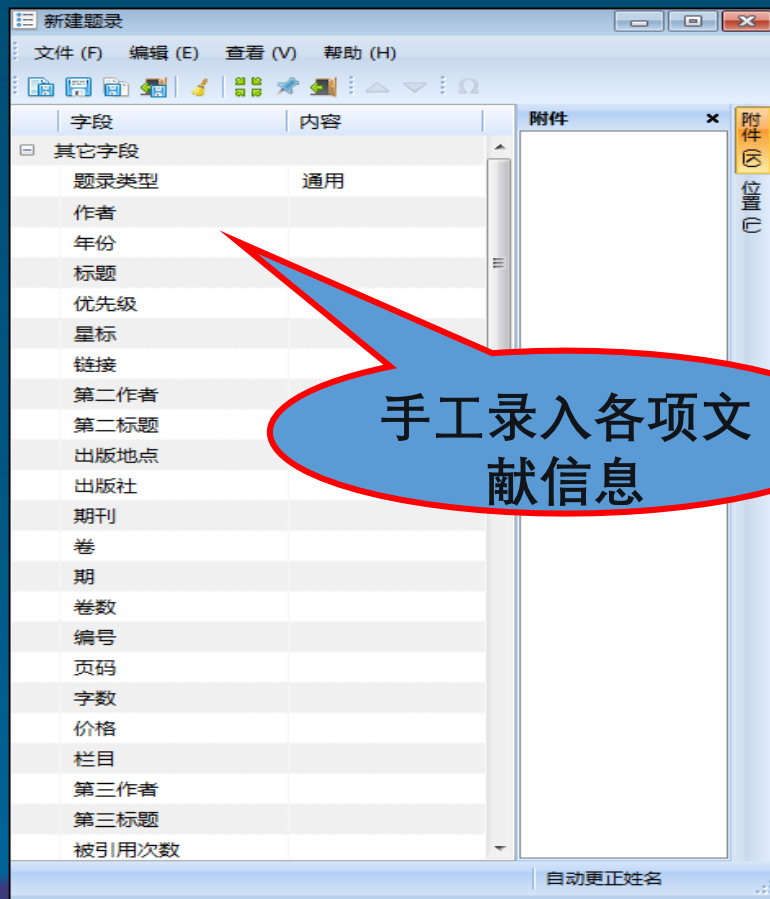 新建题录
文件 (F) 编辑 (E) 查看 (V) 帮助 (H)
字段 内容
其它字段
题录类型 通用
作者
年份
标题
优先级
星标
链接
第二作者
第二标题
出版地点
出版社
期刊
卷
期
卷数
编号
页码
字数
价格
栏目
第三作者
第三标题
被引用次数
手工录入各项文
献信息
附件
附件
位置
自动更正姓名